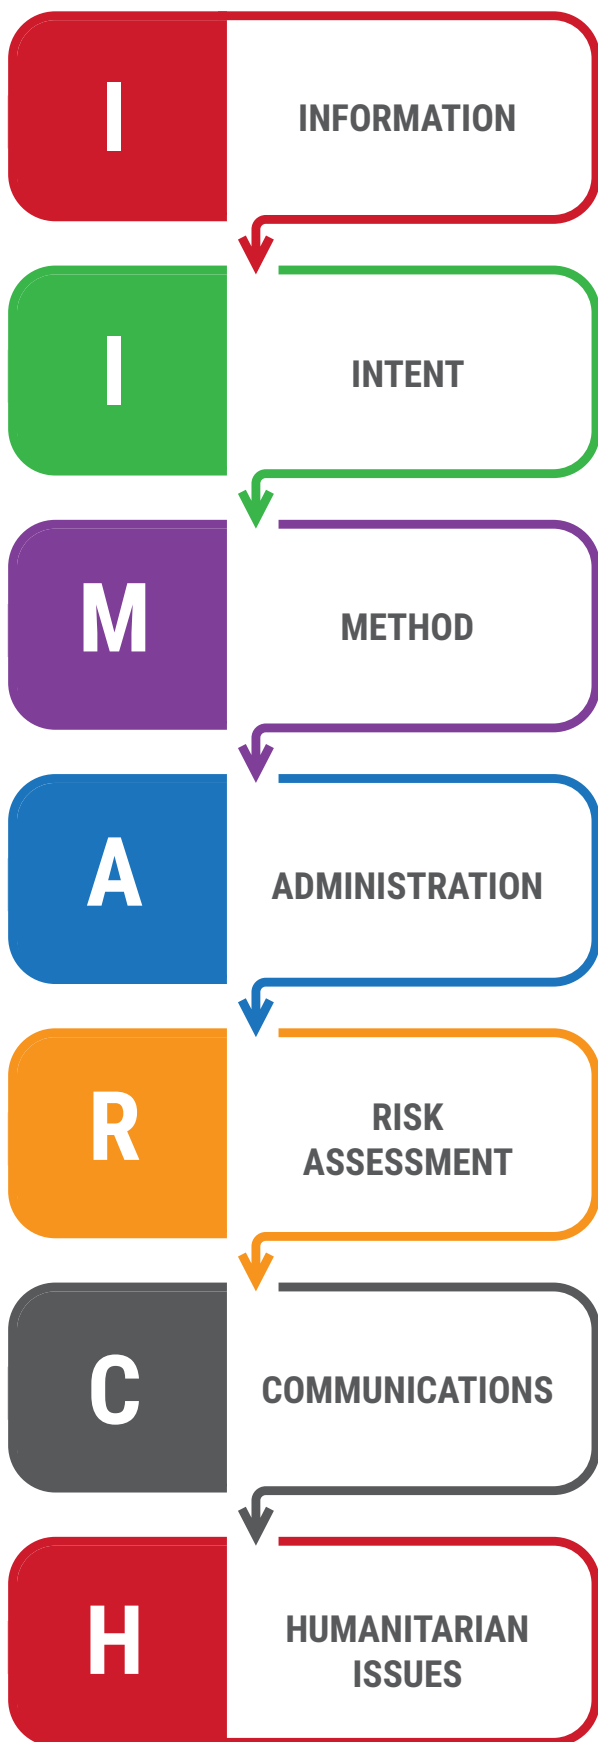 I
INFORMATION
I
INTENT
M
METHOD
A
ADMINISTRATION
R
RISK
ASSESSMENT
C
COMMUNICATIONS
H
HUMANITARIAN
ISSUES